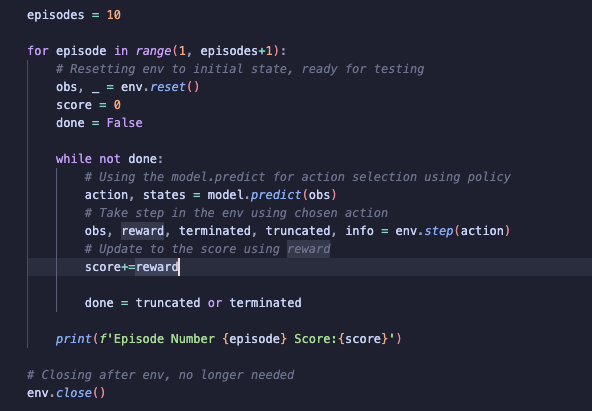 episodes = 10
for episode in range(1, episodes+1):
# Resetting env to initial state, ready for testing
obs, _ = env.reset()
score = 0
done = False
while not done:
# Using the model.predict for action selection using policy
action, states = model.predict(obs)
# Take step in the env using chosen action
obs, reward, terminated, truncated, info = env.step(action)
# Update to the score using reward
score+=reward
done = truncated or terminated
print(f'Episode Number {episode} Score:{score}')
# Closing after env, no longer needed
env.close()